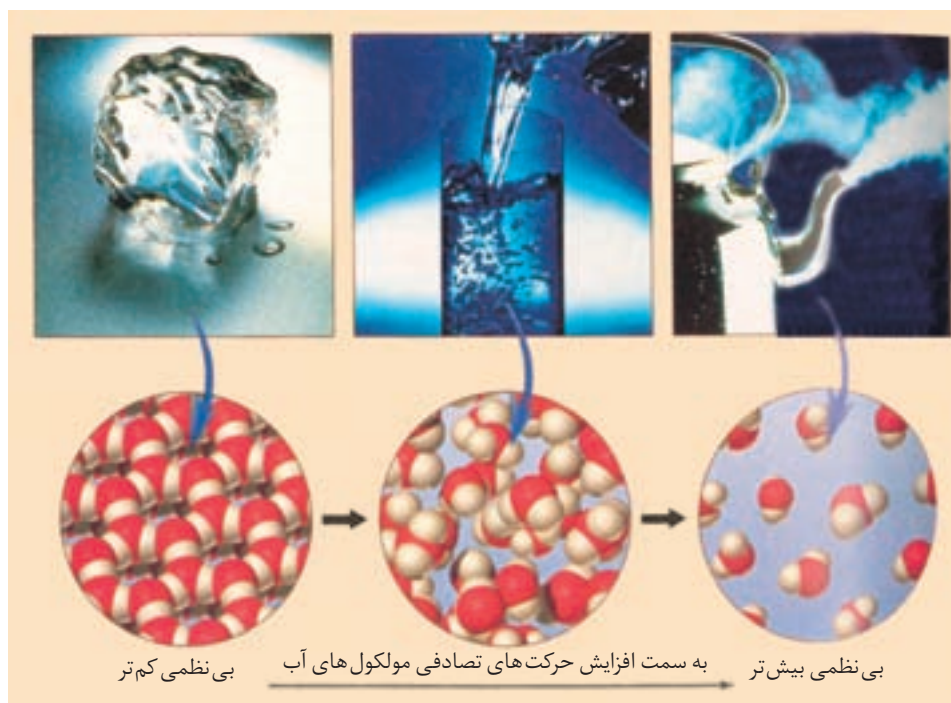 بی‌نظمی بیش‌تر
به سمت افزایش حرکت‌های تصادفی مولکول‌های آب
بی‌نظمی کم‌تر